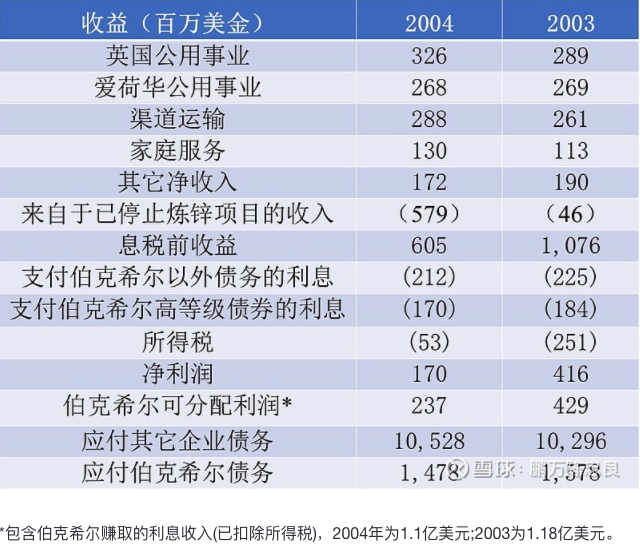 收益（百万美金） 2004 2003
英国公用事业 326 289
爱荷华公用事业 268 269
渠道运输 288 261
家庭服务 130 113
其它净收入 172 190
来自于已停止炼锌项目的收入 （579） （46）
息税前收益 605 1,076
支付伯克希尔以外债务的利息 (212) (225)
支付伯克希尔高等级债券的利息 (170) (184)
所得税 (53) (251)
净利润 170 416
伯克希尔可分配利润* 237 429
应付其它企业债务 10,528 10,296
应付伯克希尔债务 1,478 1,578
雪球：鹏万
良
*包含伯克希尔赚取的利息收入(已扣除所得税)，2004年为1.1亿美元;2003为1.18亿美元。